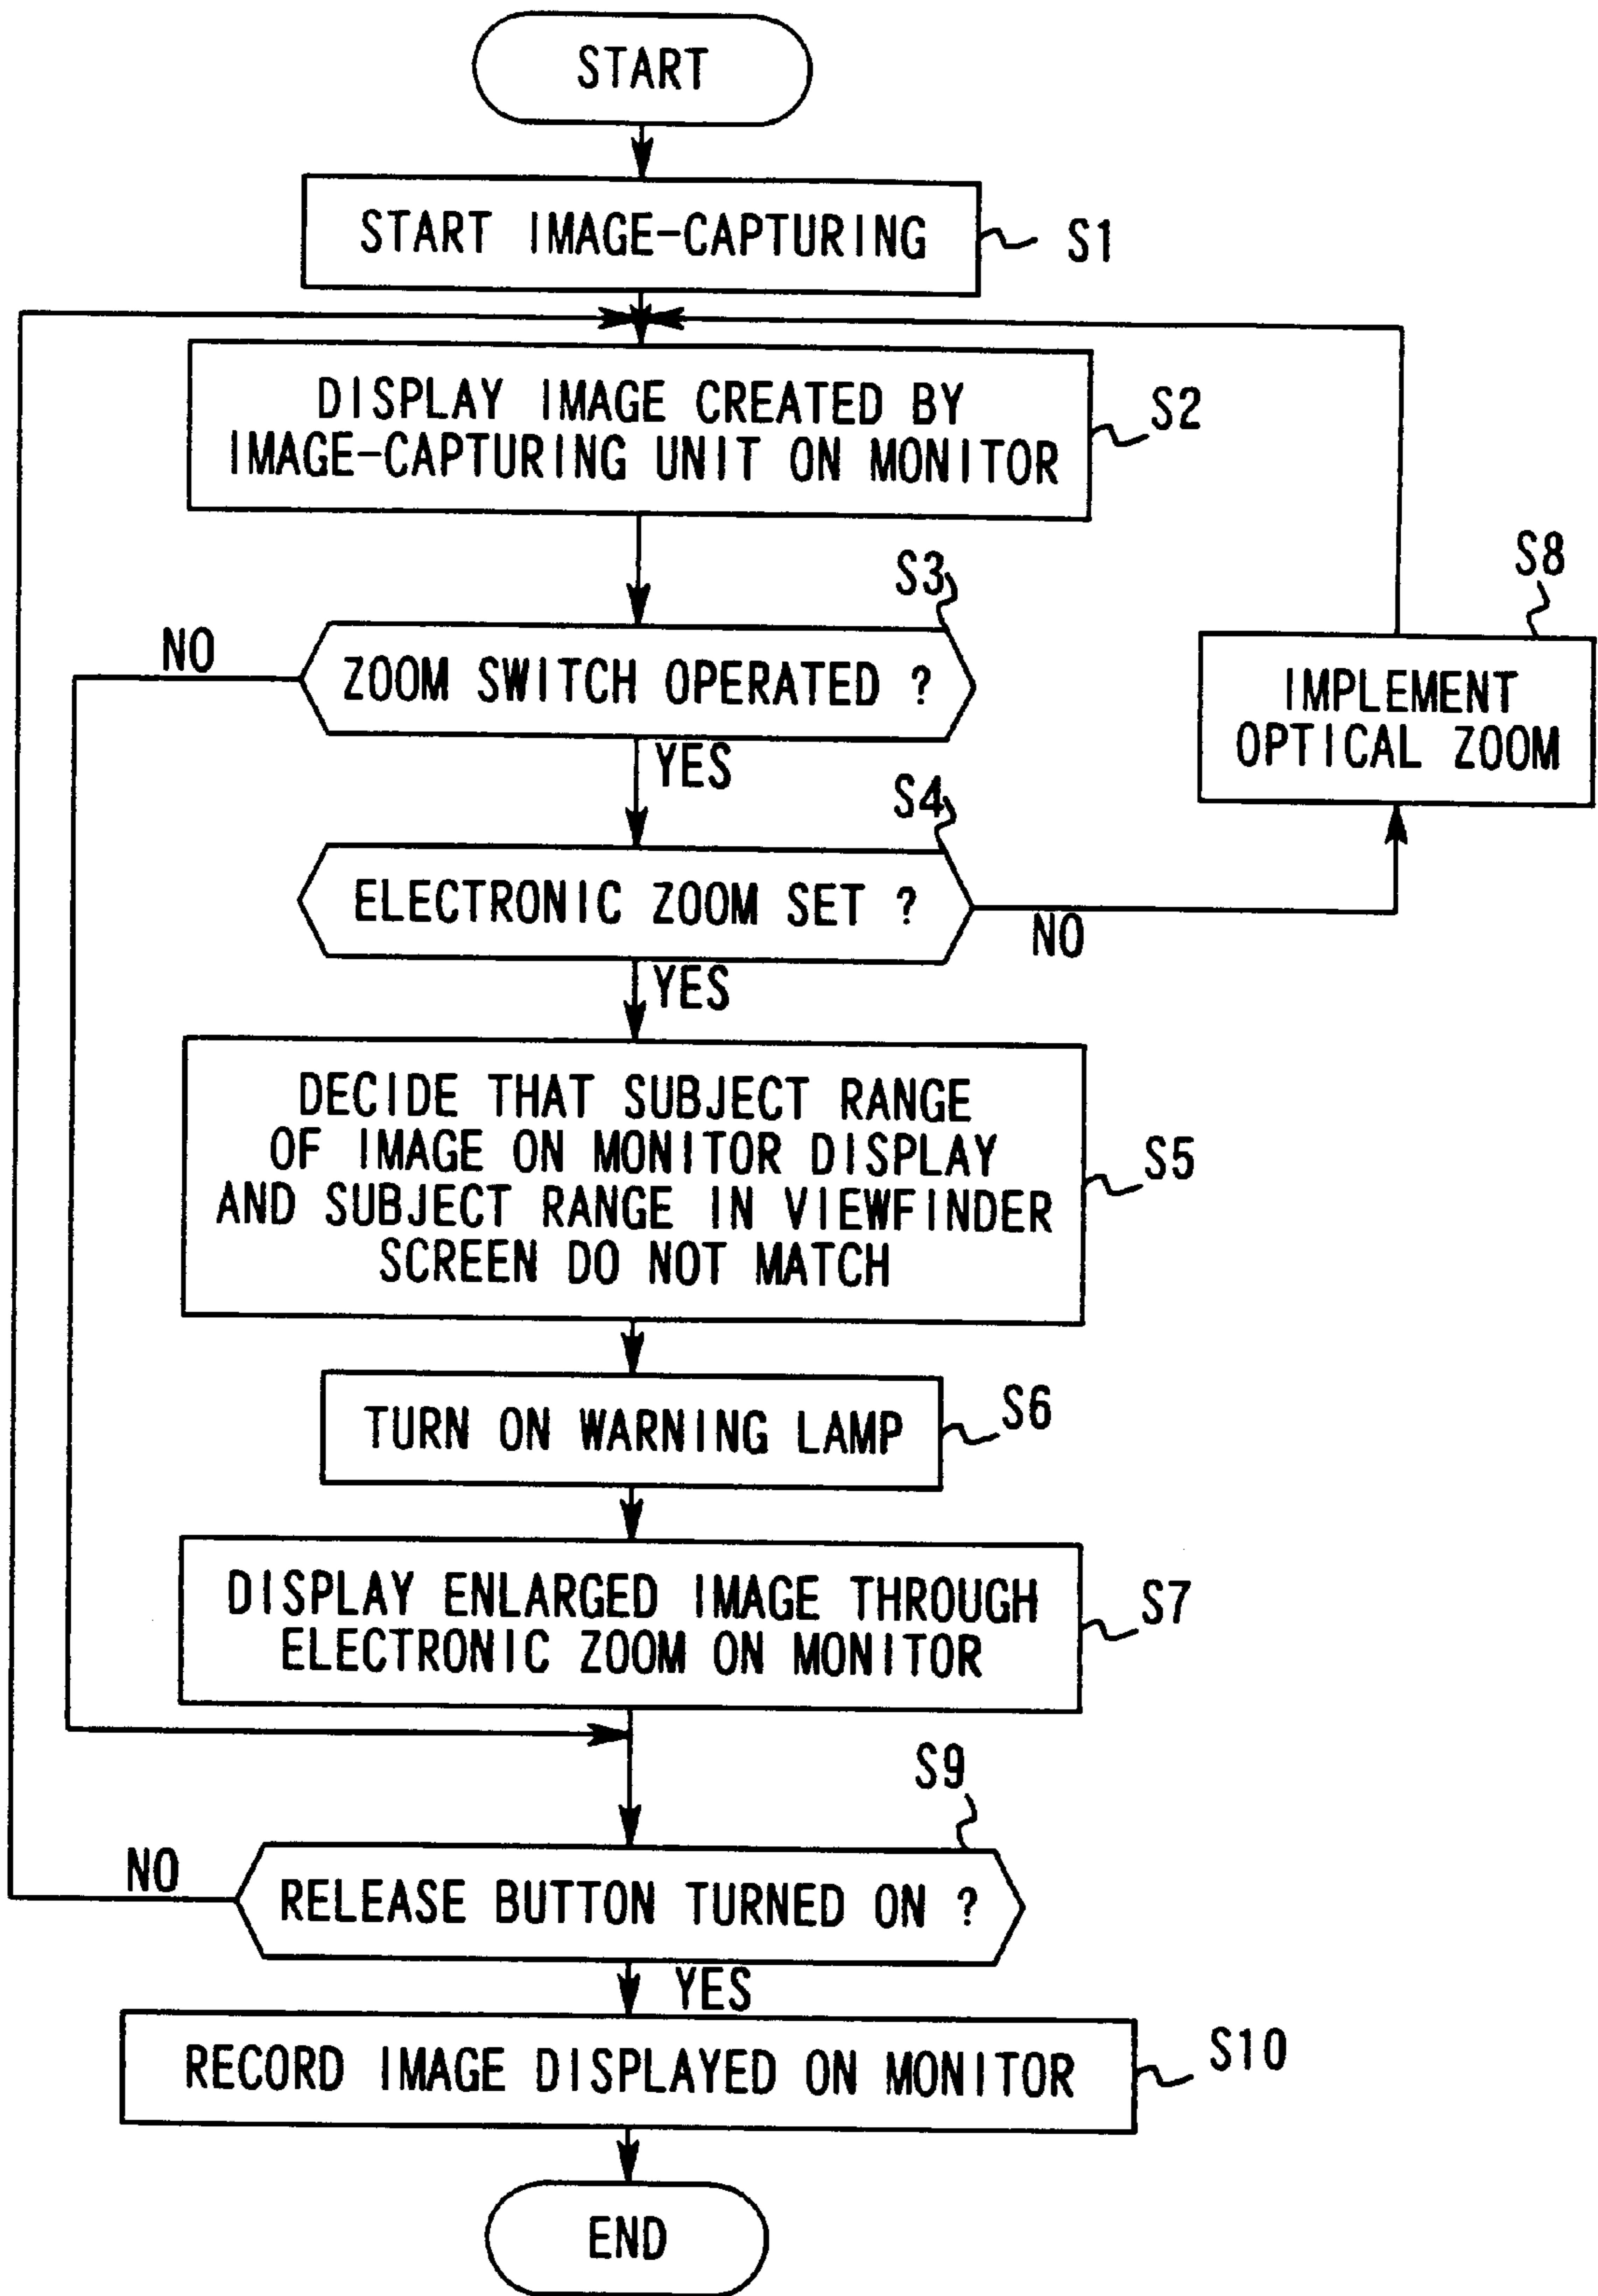 START
START IMAGE-CAPTURING
S1
DISPLAY IMAGE CREATED BY
IMAGE-CAPTURING UNIT ON MONITOR
S2
S3
NO
ZOOM SWITCH OPERATED ?
YES
S8
IMPLEMENT
OPTICAL ZOOM
S4
ELECTRONIC ZOOM SET ?
NO
YES
DECIDE THAT SUBJECT RANGE
OF IMAGE ON MONITOR DISPLAY
AND SUBJECT RANGE IN VIEWFINDER
SCREEN DO NOT MATCH
S5
TURN ON WARNING LAMP
S6
DISPLAY ENLARGED IMAGE THROUGH
ELECTRONIC ZOOM ON MONITOR
S7
S9
NO
RELEASE BUTTON TURNED ON ?
YES
RECORD IMAGE DISPLAYED ON MONITOR
S10
END